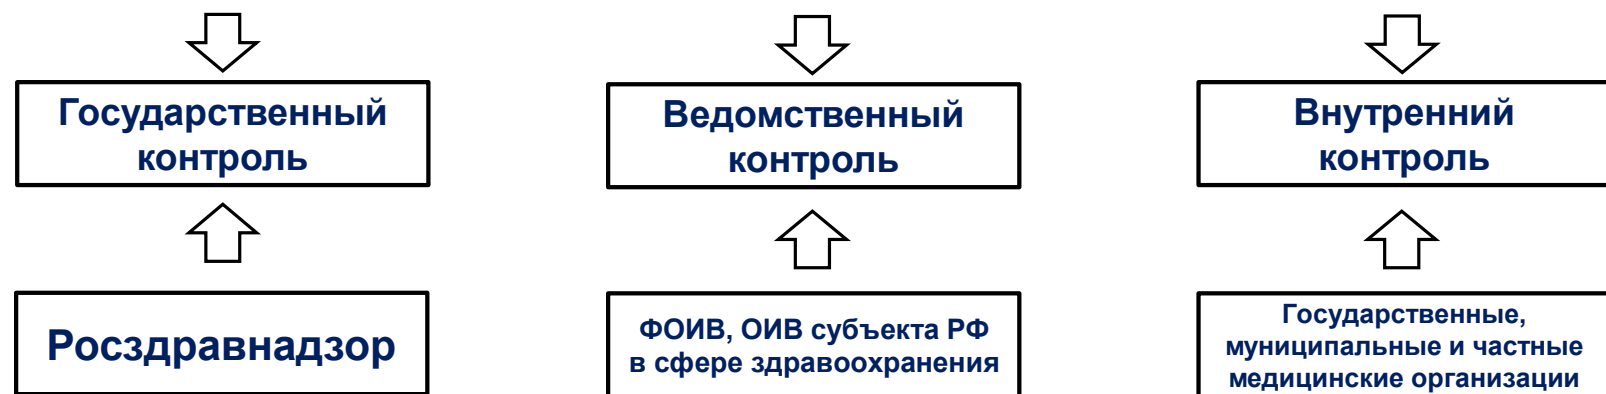 Государственный
контроль
Ведомственный
контроль
Внутренний
контроль
Росздравнадзор
ФОИВ, ОИВ субъекта РФ
в сфере здравоохранения
Государственные,
муниципальные и частные
медицинские организации